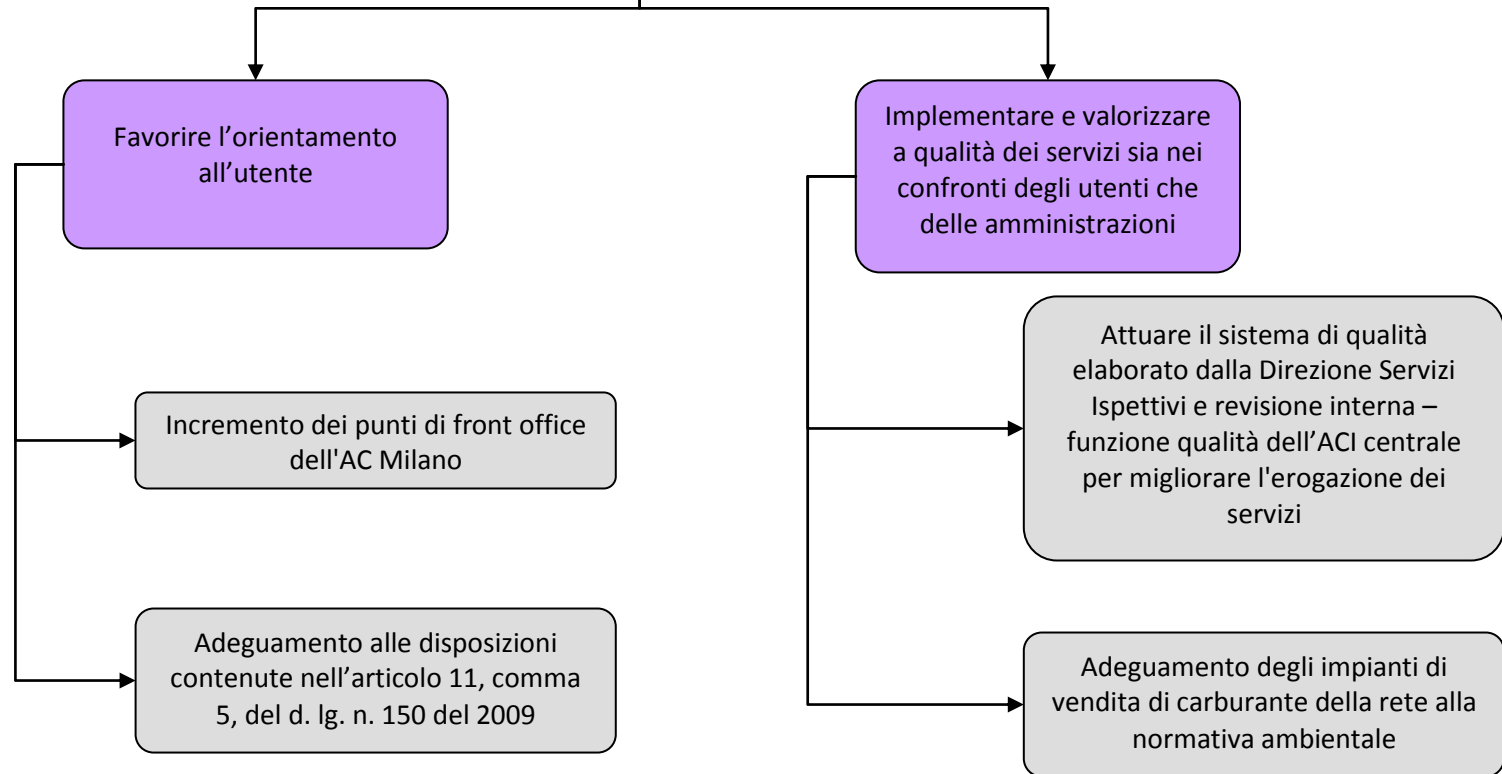 Favorire l’orientamento
all’utente
Incremento dei punti di front office
dell'AC Milano
Adeguamento alle disposizioni
contenute nell’articolo 11, comma
5, del d. lg. n. 150 del 2009
Implementare e valorizzare
a qualità dei servizi sia nei
confronti degli utenti che
delle amministrazioni
Attuare il sistema di qualità
elaborato dalla Direzione Servizi
Ispettivi e revisione interna –
funzione qualità dell’ACI centrale
per migliorare l'erogazione dei
servizi
Adeguamento degli impianti di
vendita di carburante della rete alla
normativa ambientale